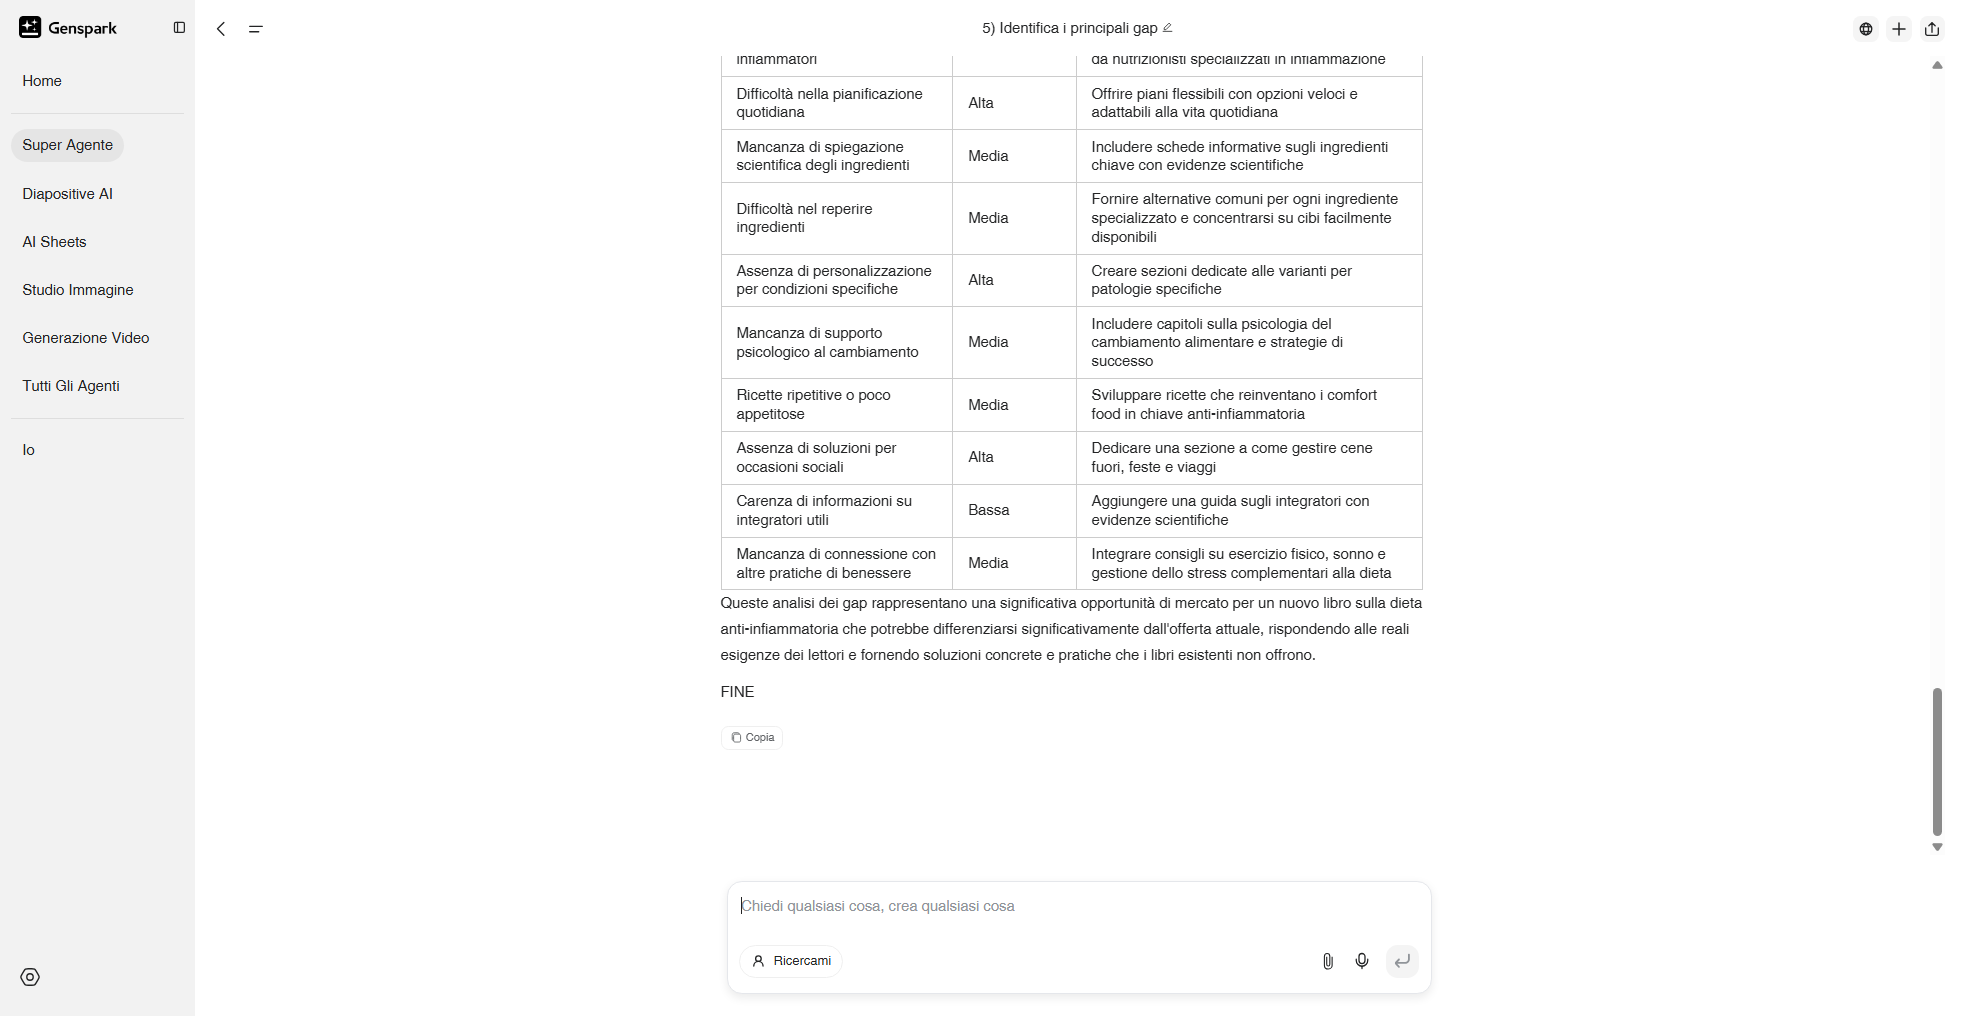 Genspark
Home
Super Agente
Diapositive AI
AI Sheets
Studio Immagine
Generazione Video
Tutti Gli Agenti
Io
5) Identifica i principali gap
infiammatori
da nutrizionisti specializzati in infiammazione
Difficoltà nella pianificazione
quotidiana
Alta
Offrire piani flessibili con opzioni veloci e
adattabili alla vita quotidiana
Mancanza di spiegazione
scientifica degli ingredienti
Media
Includere schede informative sugli ingredienti
chiave con evidenze scientifiche
Difficoltà nel reperire
ingredienti
Media
Fornire alternative comuni per ogni ingrediente
specializzato e concentrarsi su cibi facilmente
disponibili
Assenza di personalizzazione
per condizioni specifiche
Alta
Creare sezioni dedicate alle varianti per
patologie specifiche
Mancanza di supporto
psicologico al cambiamento
Media
Includere capitoli sulla psicologia del
cambiamento alimentare e strategie di
successo
Ricette ripetitive o poco
appetitose
Media
Sviluppare ricette che reinventano i comfort
food in chiave anti-infiammatoria
Assenza di soluzioni per
occasioni sociali
Alta
Dedicare una sezione a come gestire cene
fuori, feste e viaggi
Carenza di informazioni su
integratori utili
Bassa
Aggiungere una guida sugli integratori con
evidenze scientifiche
Mancanza di connessione con
altre pratiche di benessere
Media
Integrare consigli su esercizio fisico, sonno e
gestione dello stress complementari alla dieta
Queste analisi dei gap rappresentano una significativa opportunità di mercato per un nuovo libro sulla dieta
anti-infiammatoria che potrebbe differenziarsi significativamente dall'offerta attuale, rispondendo alle reali
esigenze dei lettori e fornendo soluzioni concrete e pratiche che i libri esistenti non offrono.
FINE
Copia
Chiedi qualsiasi cosa, crea qualsiasi cosa
Ricercami